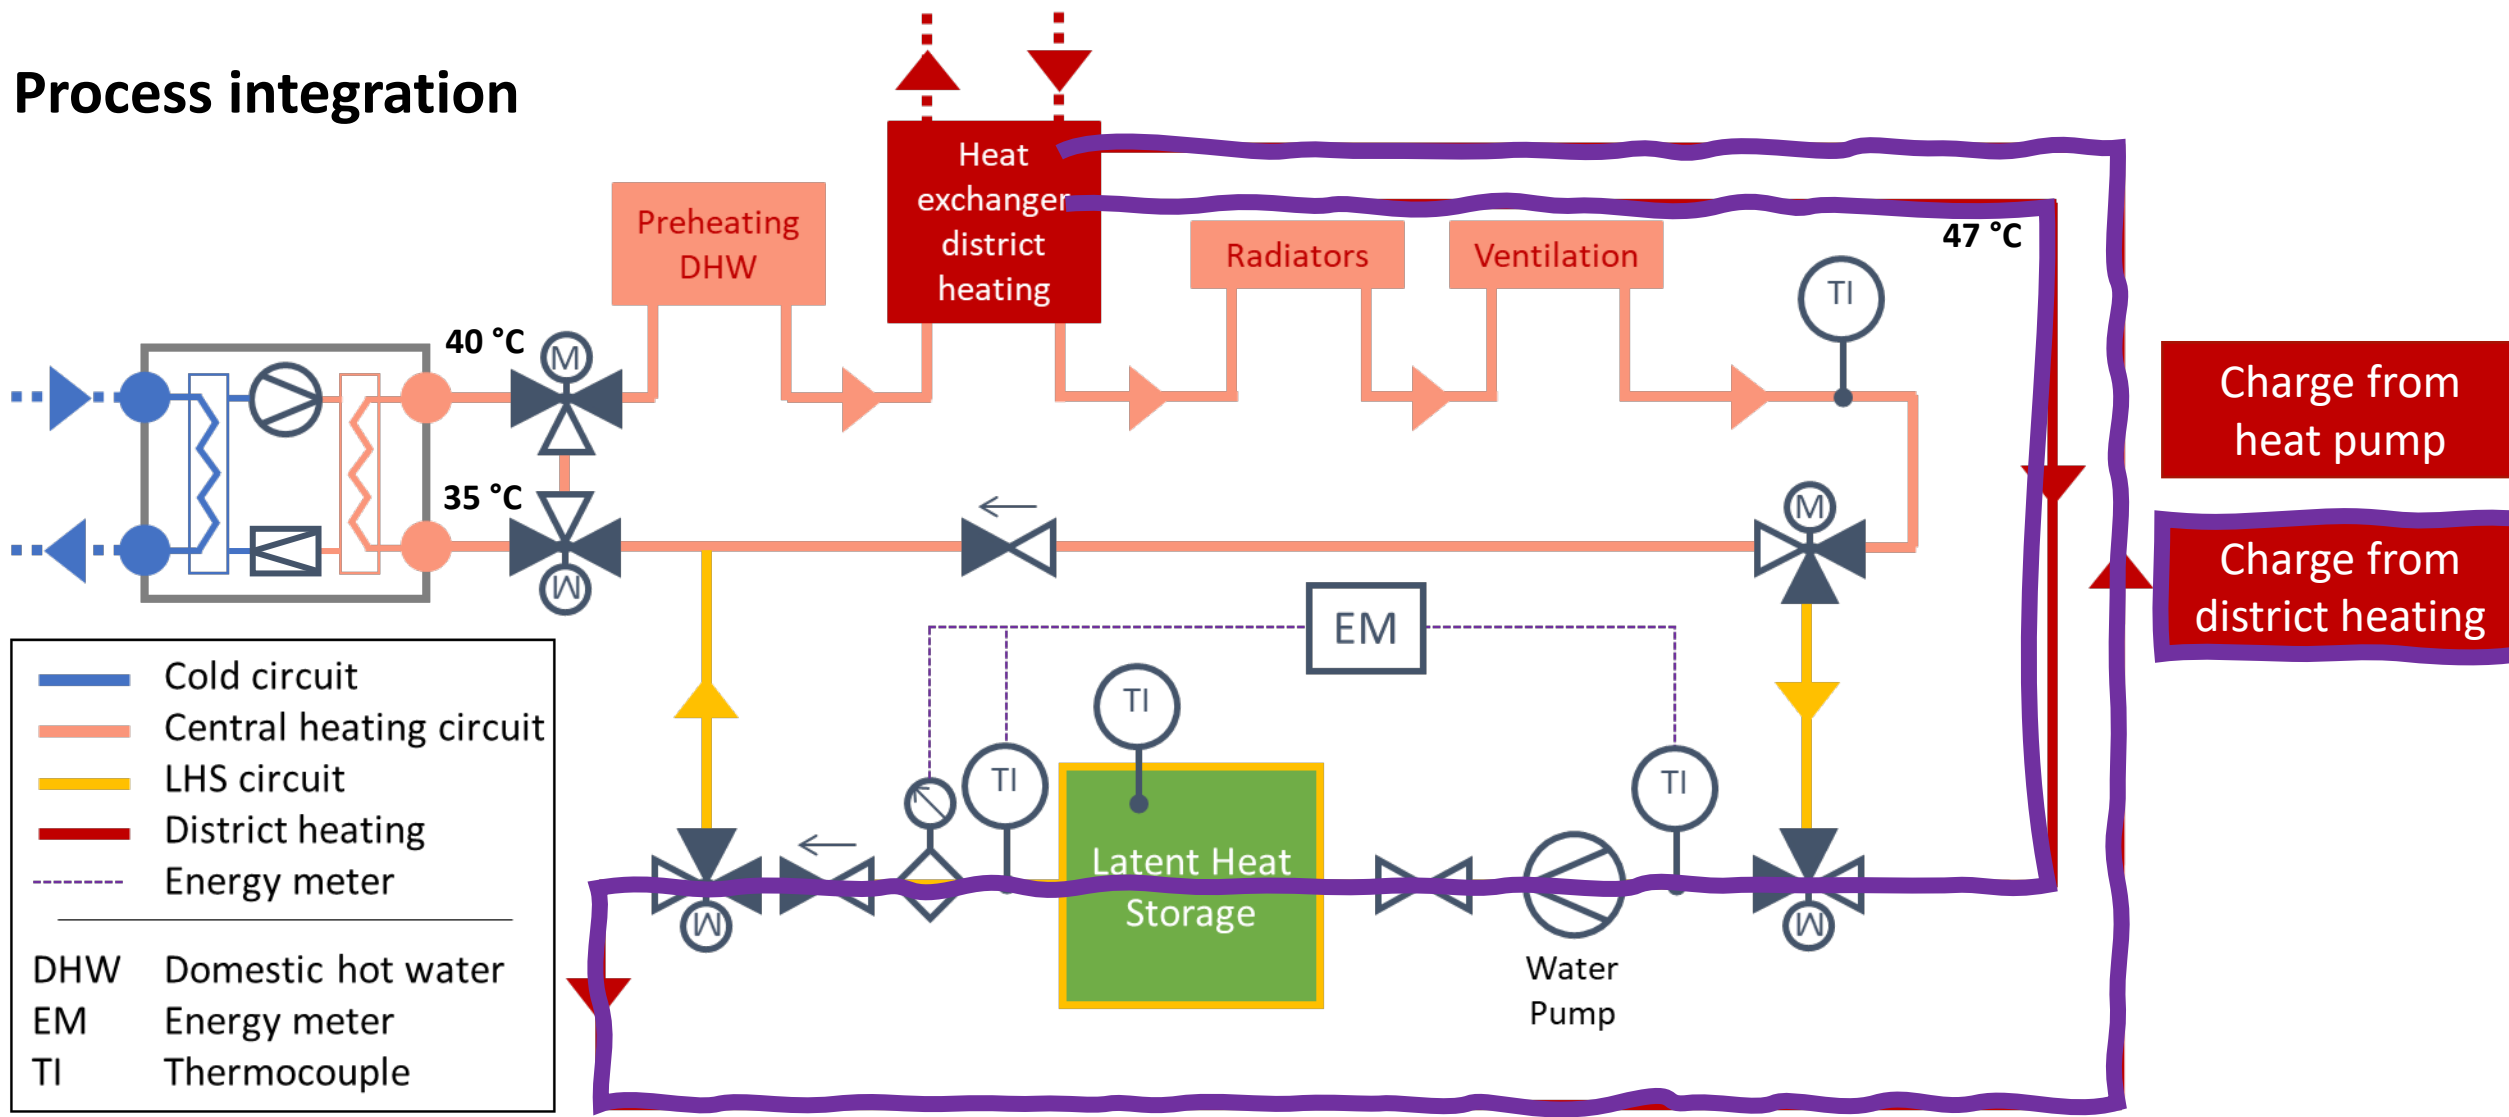 Process integration
Heat
exchanger
district
heating
Preheating
DHW
Radiators
Ventilation
47 °C
TI
40 °C
M
35 °C
M
M
Charge from
heat pump
Charge from
district heating
EM
TI
TI
TI
Latent Heat
Storage
M
M
Water
Pump
Cold circuit
Central heating circuit
LHS circuit
District heating
Energy meter
DHW Domestic hot water
EM Energy meter
TI Thermocouple